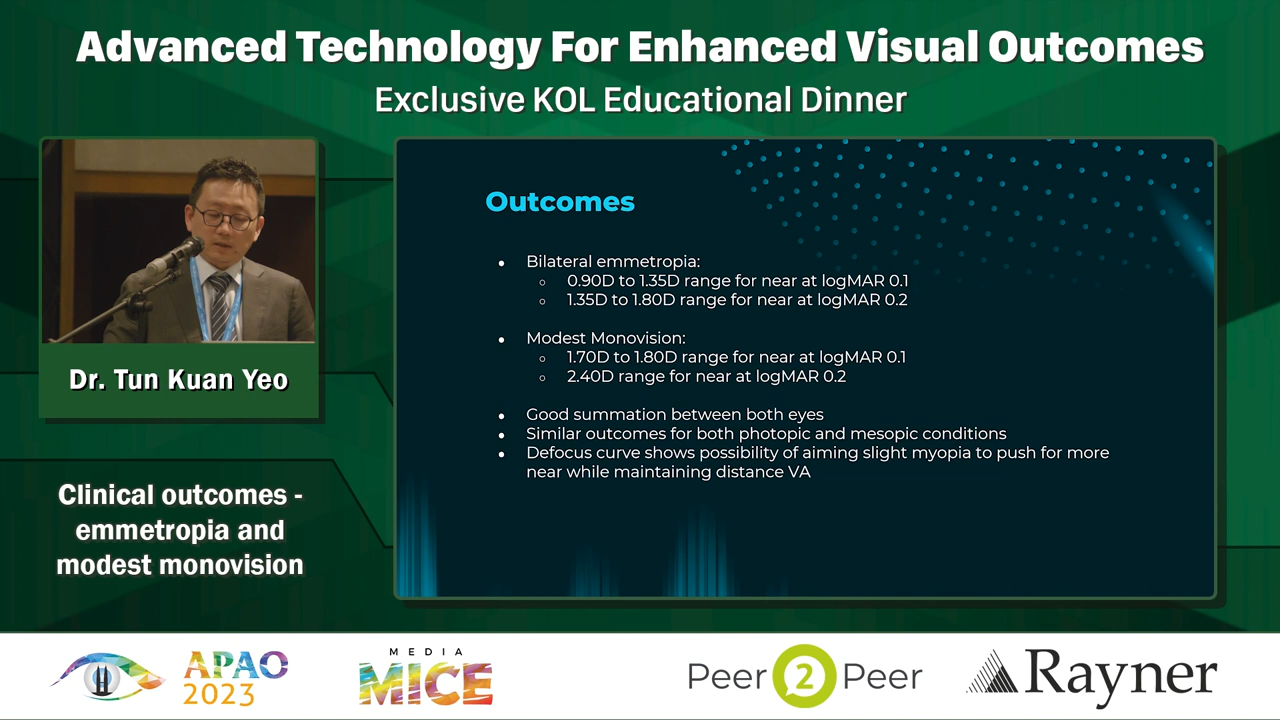 Advanced Technology For Enhanced Visual Outcomes
Exclusive KOL Educational Dinner
Dr. Tun Kuan Yeo
Clinical outcomes -
emmetropia and
modest monovision
Outcomes
• Bilateral emmetropia:
○ 0.90D to 1.35D range for near at logMAR 0.1
○ 1.35D to 1.80D range for near at logMAR 0.2
• Modest Monovision:
○ 1.70D to 1.80D range for near at logMAR 0.1
○ 2.40D range for near at logMAR 0.2
• Good summation between both eyes
• Similar outcomes for both photopic and mesopic conditions
• Defocus curve shows possibility of aiming slight myopia to push for more
near while maintaining distance VA
APAO
2023
MEDIA
MICE
Peer 2 Peer
Rayner